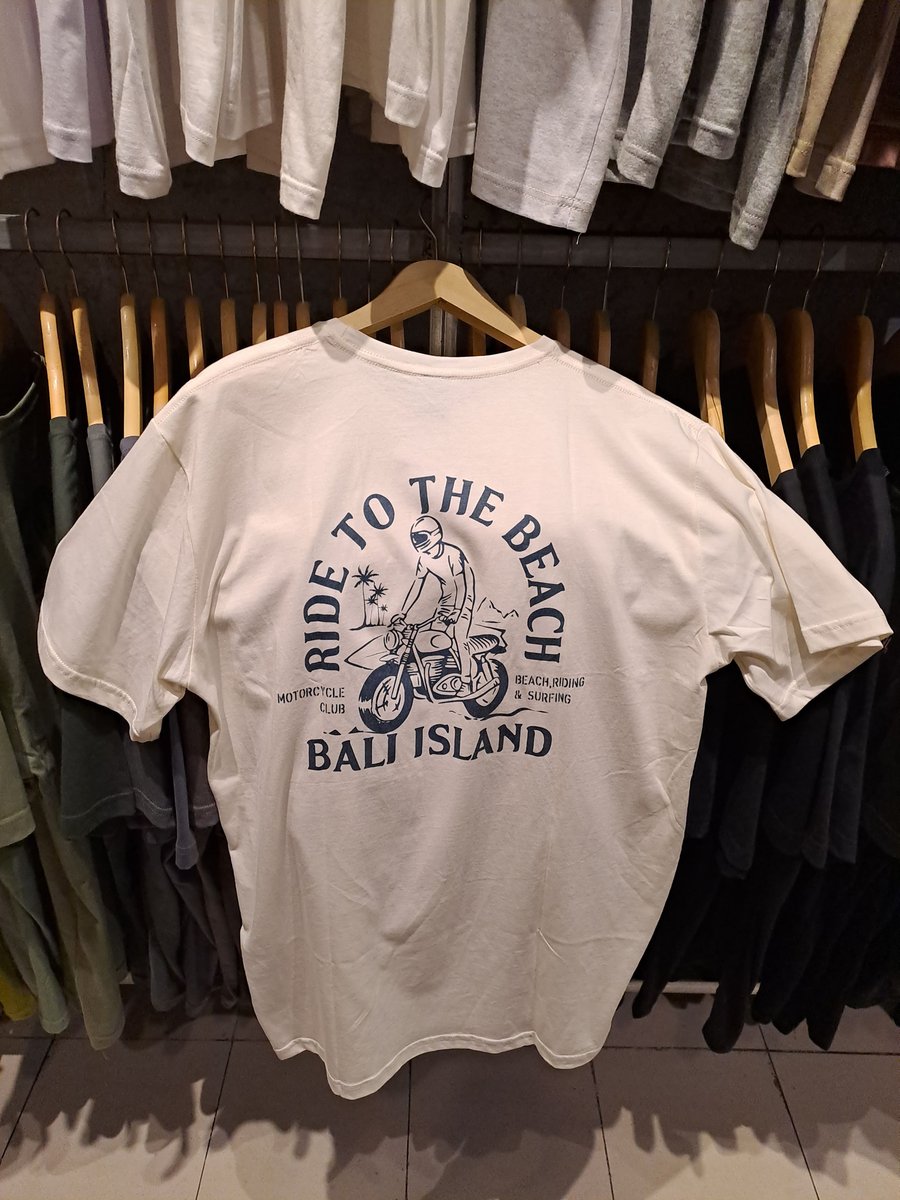 RIDE TO THE BEACH
MOTORCYCLE
CLUB
BEACH,RIDING
& SURFING
BALI ISLAND